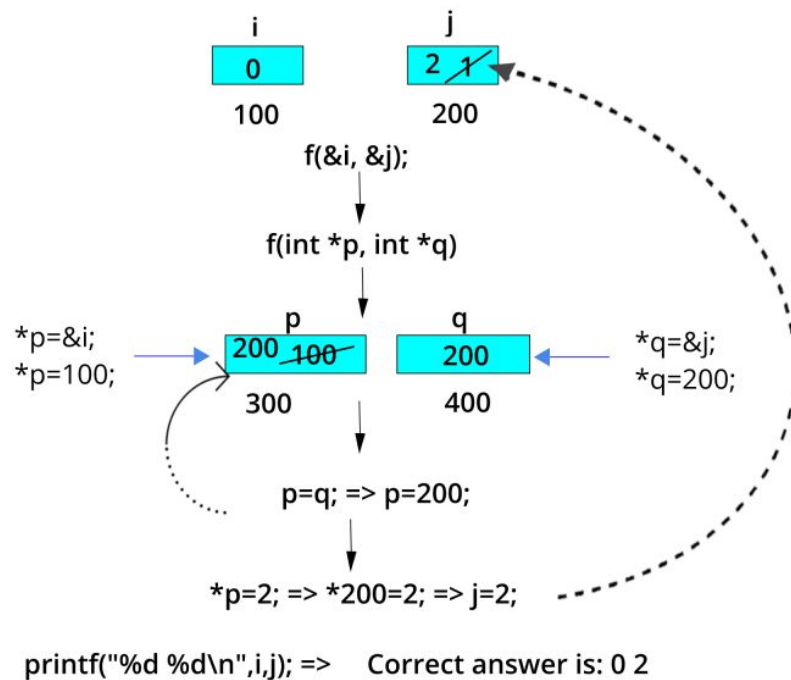 i j
0 2 1
100 200
f(&i, &j);
f(int *p, int *q)
p q
*p=&i; 200 100 200 *q=&j;
*p=100; *q=200;
300 400
p=q; => p=200;
*p=2; => *200=2; => j=2;
printf("%d %d\n",i,j); => Correct answer is: 0 2